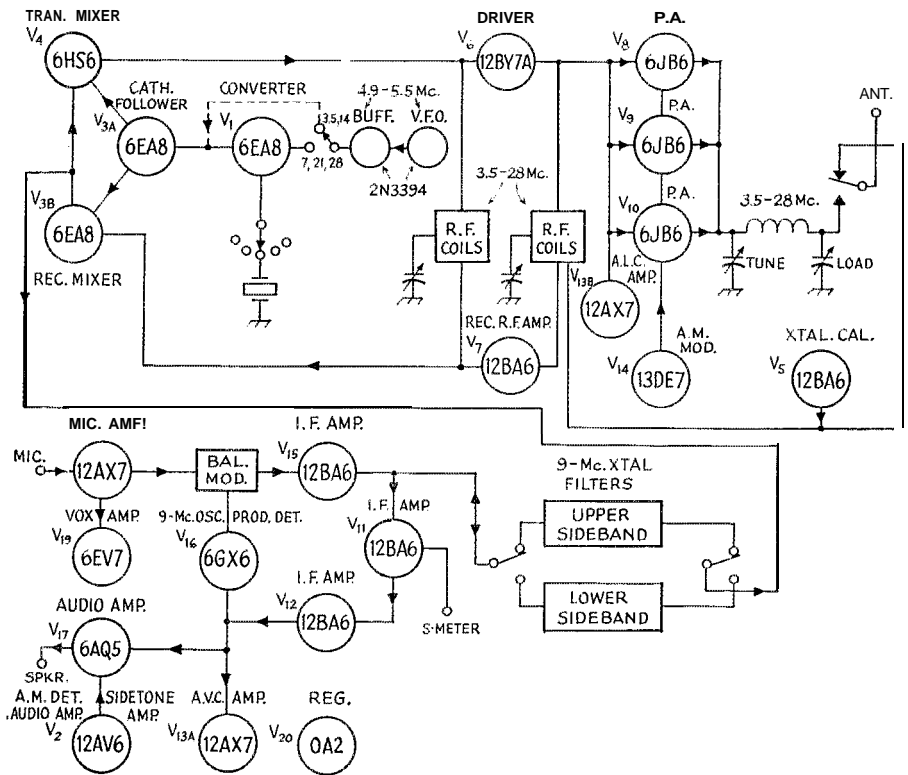 TRAN. MIXER
V4
6HS6
DRIVER
V6
12BY7A
P.A.
V8
6JB6
P.A.
V9
6JB6
P.A.
V10
6JB6
ANT.
CATH.
FOLLOWER
V3A
6EA8
CONVERTER
V1
6EA8
3.5,14
7, 21, 28
4.9-5.5 Mc.
BUFF.
V.F.O.
2N3394
V3B
6EA8
REC. MIXER
3.5-28 Mc.
R.F.
COILS
R.F.
COILS
3.5-28 Mc.
TUNE
LOAD
A.L.C.
AMP.
V13B
12AX7
REC. R.F. AMP.
V7
12BA6
A.M.
MOD.
V14
13DE7
XTAL. CAL.
V5
12BA6
MIC. AMF!
MIC.
12AX7
BAL.
MOD.
I.F. AMP.
V15
12BA6
9-Mc. XTAL
FILTERS
UPPER
SIDEBAND
LOWER
SIDEBAND
VOX AMP.
V19
6EV7
9-Mc. OSC. PROD. DET.
V16
6GX6
I.F. AMP.
V11
12BA6
S-METER
I.F. AMP.
V12
12BA6
AUDIO AMP.
V17
6AQ5
SPKR.
A.M. DET.
.AUDIO AMP.
SIDETONE
AMP.
V2
12AV6
A.V.C. AMP.
V13A
12AX7
REG.
V20
OA2